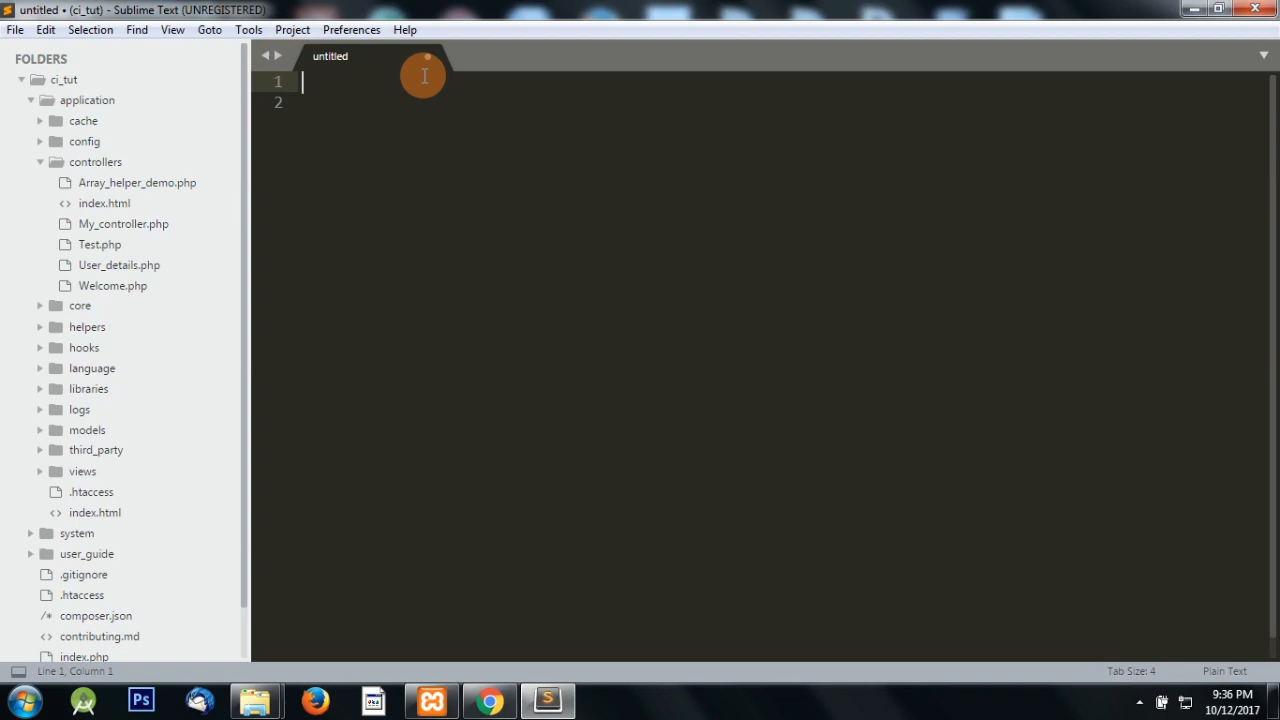 untitled • (ci_tut) - Sublime Text (UNREGISTERED)
File Edit Selection Find View Goto Tools Project Preferences Help
FOLDERS
ci_tut
application
cache
config
controllers
Array_helper_demo.php
<> index.html
My_controller.php
Test.php
User_details.php
Welcome.php
core
helpers
hooks
language
libraries
logs
models
third_party
views
.htaccess
<> index.html
system
user_guide
.gitignore
.htaccess
/* composer.json
<> contributing.md
index.php
untitled
1
2
Line 1, Column 1
Tab Size: 4
Plain Text
Ps
S
9:36 PM
10/12/2017